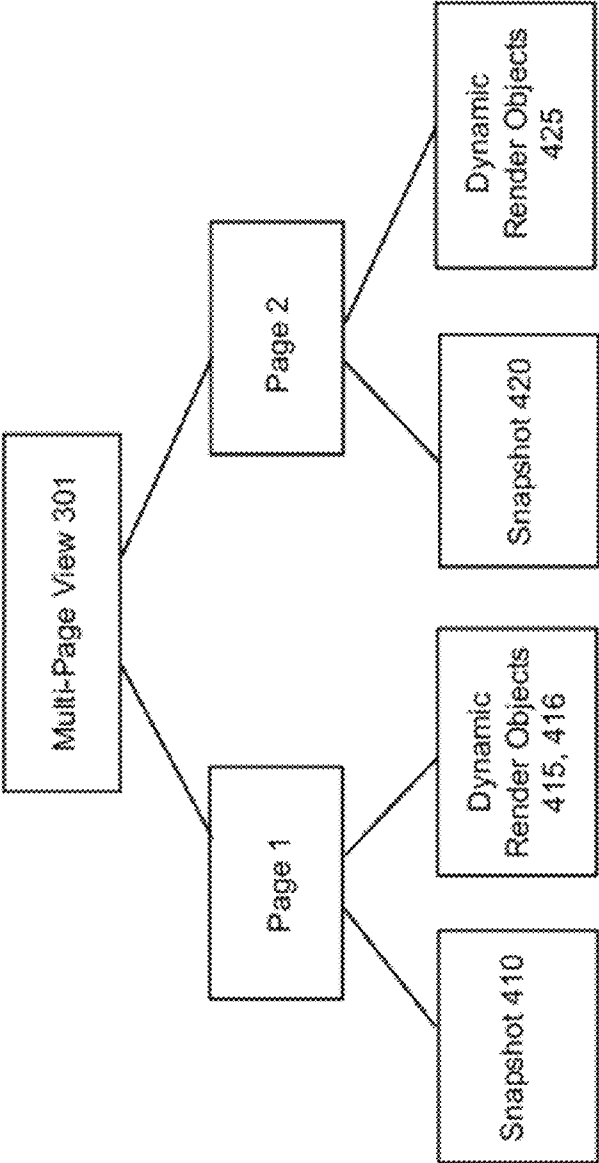 Multi-Page View 301
Page 1
Page 2
Snapshot 410
Dynamic
Render Objects
415, 416
Snapshot 420
Dynamic
Render Objects
425